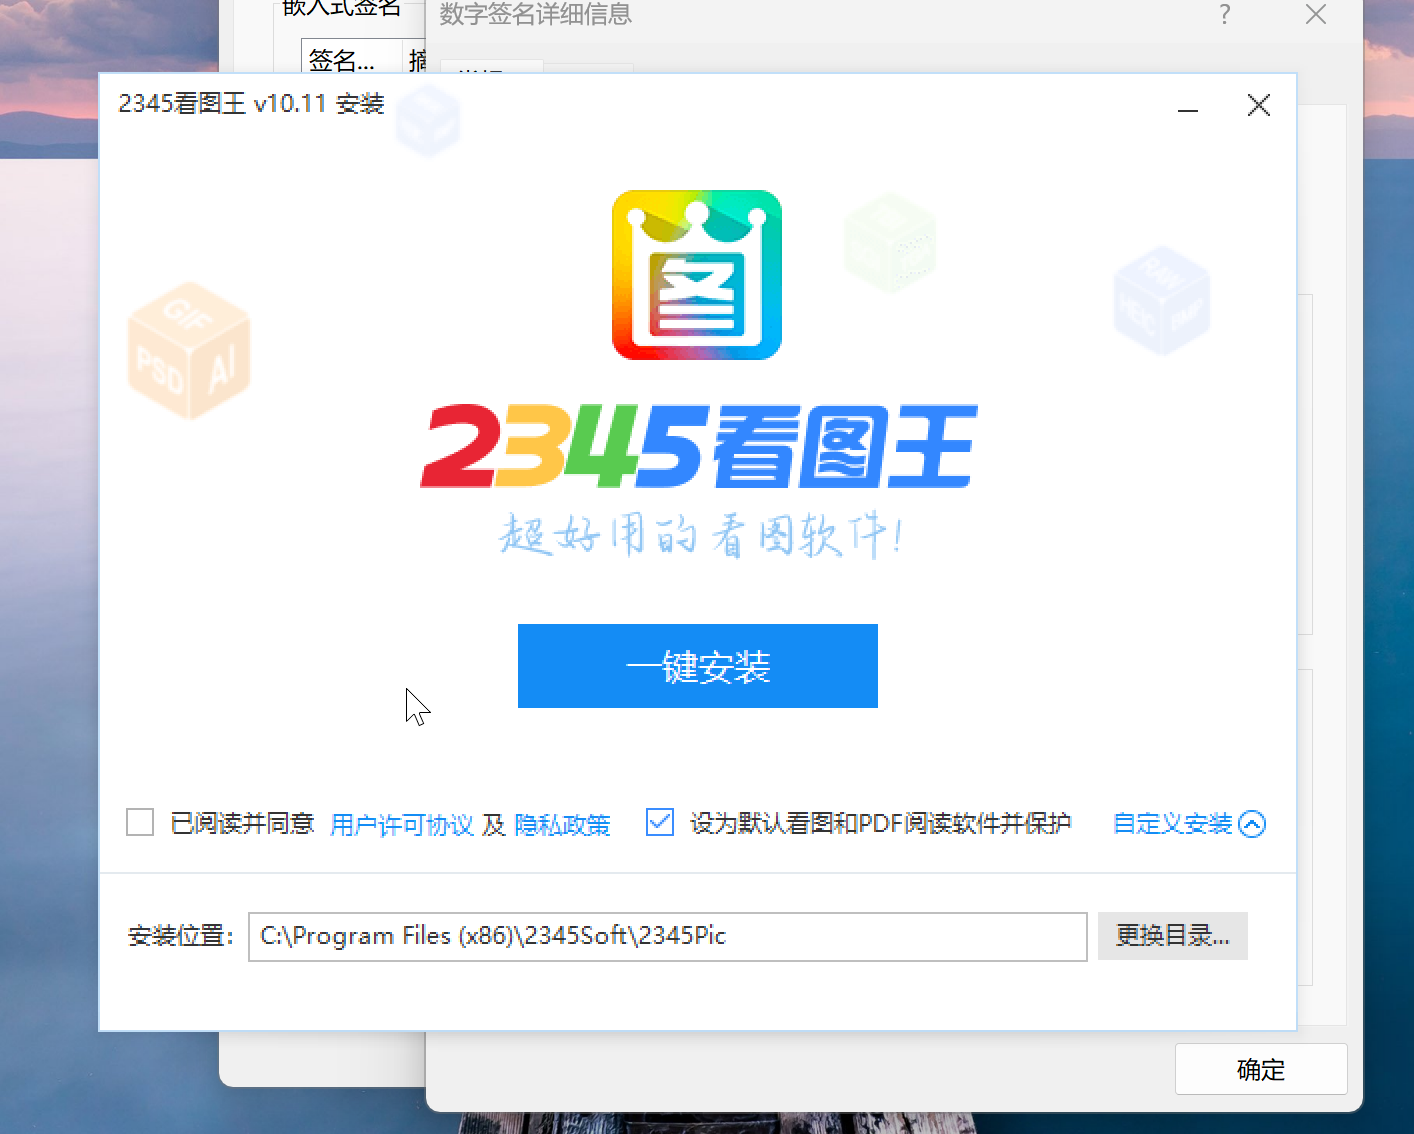 嵌入式签名
数字签名详细信息
签名...
2345看图王 v10.11 安装
GIF
PSD AI
RAW
HEIC BMP
2345看图王
超好用的看图软件!
一键安装
已阅读并同意 用户许可协议 及 隐私政策 设为默认看图和PDF阅读软件并保护 自定义安装
安装位置: C:\Program Files (x86)\2345Soft\2345Pic 更换目录...
确定